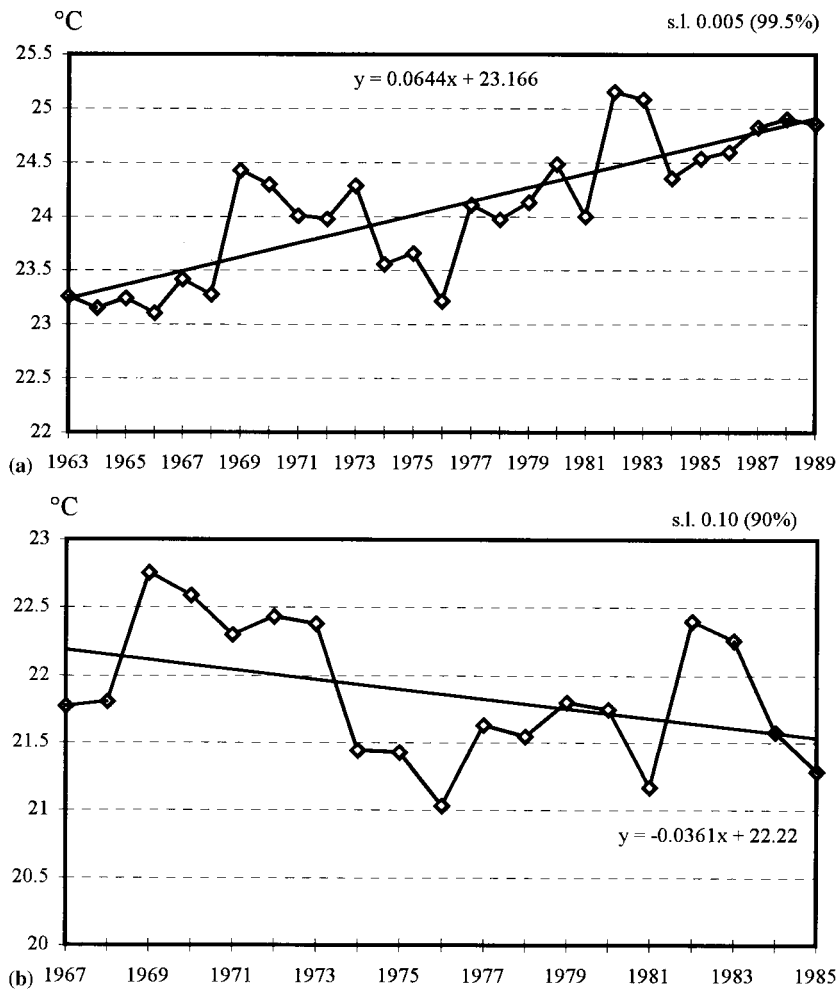 °C
s.l. 0.005 (99.5%)
y = 0.0644x + 23.166
25.5
25
24.5
24
23.5
23
22.5
22
(a) 1963 1965 1967 1969 1971 1973 1975 1977 1979 1981 1983 1985 1987 1989
°C
s.l. 0.10 (90%)
23
22.5
22
21.5
21
20.5
20
y = -0.0361x + 22.22
(b) 1967 1969 1971 1973 1975 1977 1979 1981 1983 1985